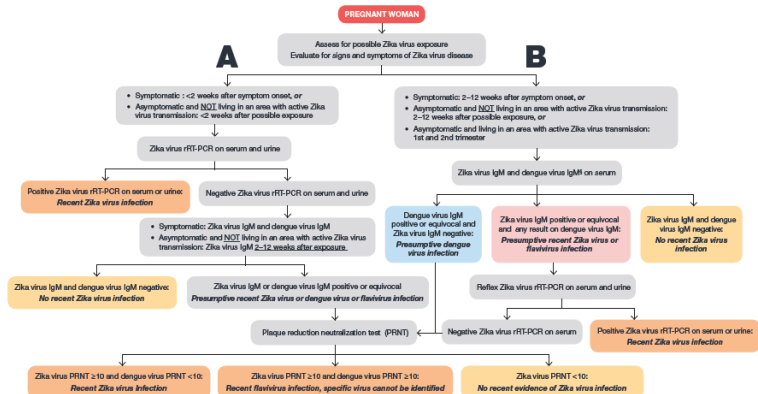 PREGNANT WOMAN
Assess for possible Zika virus exposure
Evaluate for signs and symptoms of Zika virus disease
A
B
• Symptomatic : <2 weeks after symptom onset, or
• Asymptomatic and NOT living in an area with active Zika
virus transmission: <2 weeks after possible exposure
• Symptomatic: 2–12 weeks after symptom onset, or
• Asymptomatic and NOT living in an area with active Zika virus transmission:
2–12 weeks after possible exposure, or
• Asymptomatic and living in an area with active Zika virus transmission:
1st and 2nd trimester
Zika virus rRT-PCR on serum and urine
Zika virus IgM and dengue virus IgM§ on serum
Positive Zika virus rRT-PCR on serum or urine:
Recent Zika virus infection
Negative Zika virus rRT-PCR on serum and urine
Dengue virus IgM
positive or equivocal and
Zika virus IgM negative:
Presumptive dengue
virus infection
Zika virus IgM positive or equivocal
and any result on dengue virus IgM:
Presumptive recent Zika virus or
flavivirus infection
Zika virus IgM and dengue
virus IgM negative:
No recent Zika virus
infection
• Symptomatic: Zika virus IgM and dengue virus IgM
• Asymptomatic and NOT living in an area with active Zika virus
transmission: Zika virus IgM 2–12 weeks after exposure
Zika virus IgM and dengue virus IgM negative:
No recent Zika virus infection
Zika virus IgM or dengue virus IgM positive or equivocal
Presumptive recent Zika virus or dengue virus or flavivirus infection
Reflex Zika virus rRT-PCR on serum and urine
Plaque reduction neutralization test (PRNT)
Negative Zika virus rRT-PCR on serum
Positive Zika virus rRT-PCR on serum or urine:
Recent Zika virus infection
Zika virus PRNT ≥10 and dengue virus PRNT <10:
Recent Zika virus Infection
Zika virus PRNT ≥10 and dengue virus PRNT ≥10:
Recent flavivirus infection, specific virus cannot be identified
Zika virus PRNT <10:
No recent evidence of Zika virus infection